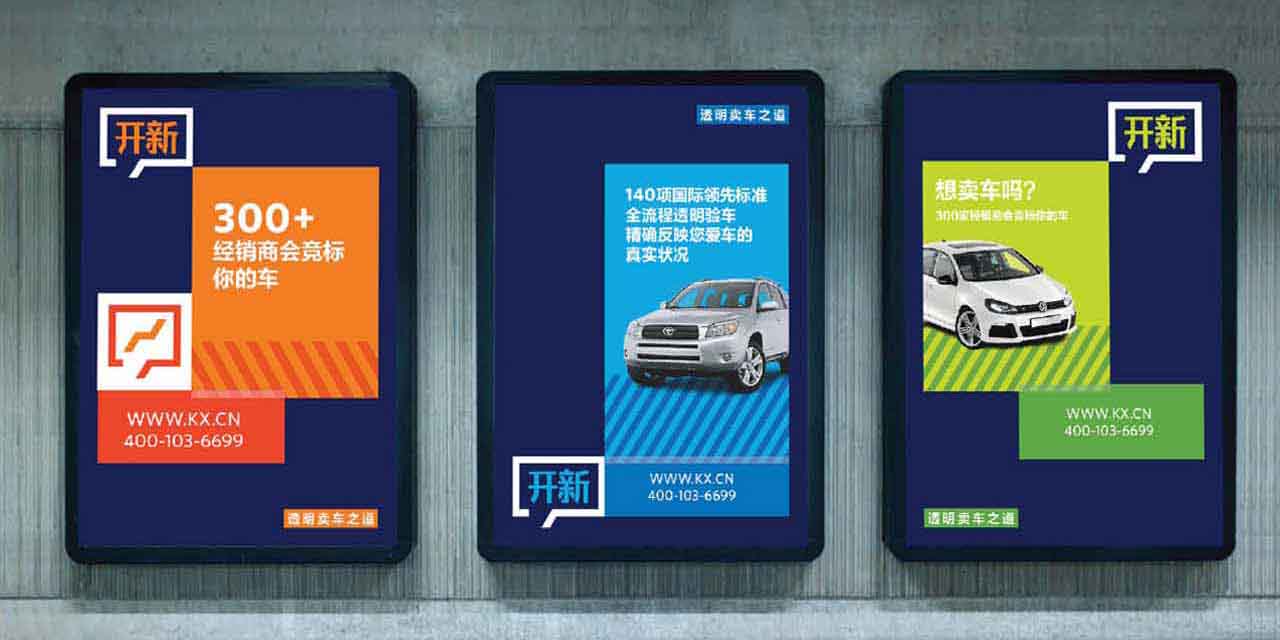 开新
300+
经销商会竞标
你的车
WWW.KX.CN
400-103-6699
透明卖车之道
透明卖车之道
140项国际领先标准
全流程透明验车
精确反映您爱车的
真实状况
开新
WWW.KX.CN
400-103-6699
开新
想卖车吗?
300家经销商会竞标你的车
WWW.KX.CN
400-103-6699
透明卖车之道